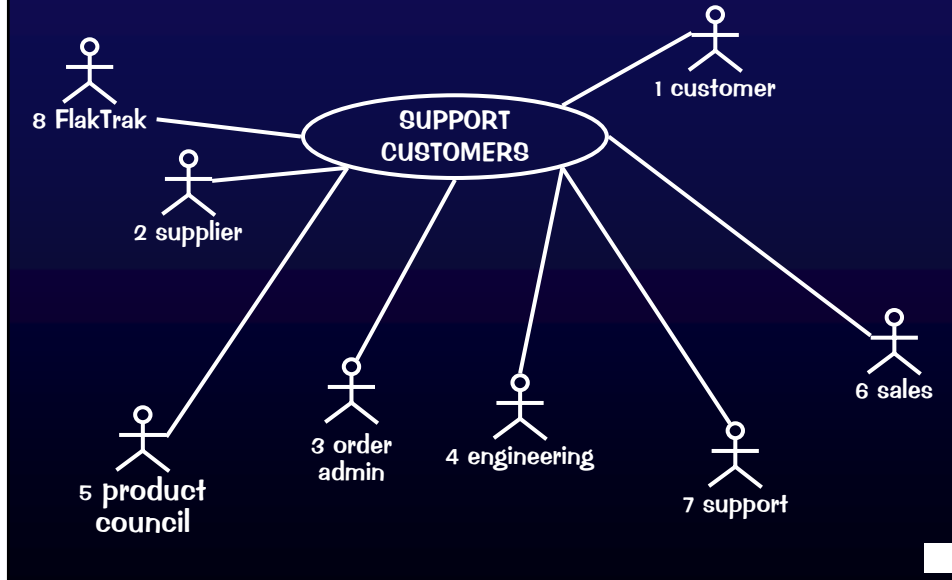 1 customer
8 FlakTrak
SUPPORT
CUSTOMERS
2 supplier
6 sales
3 order
admin
4 engineering
5 product
council
7 support